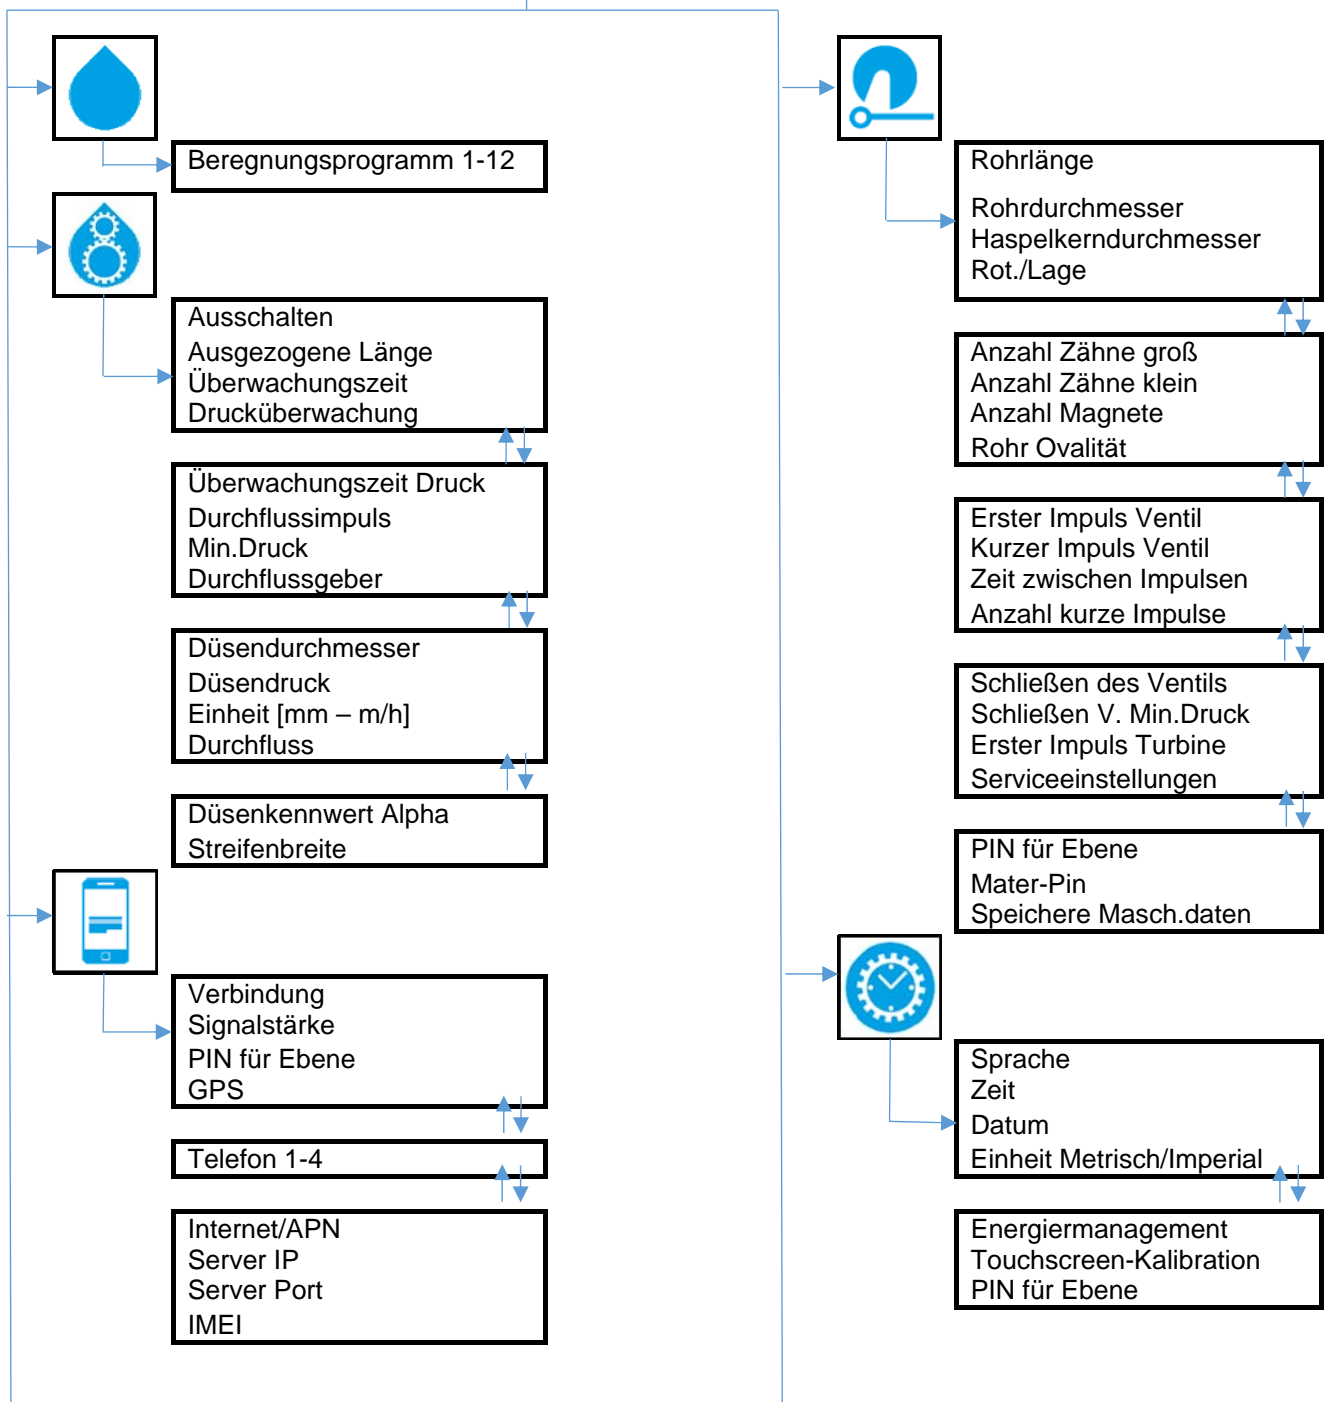 Beregnungsprogramm 1-12
Ausschalten
Ausgezogene Länge
Überwachungszeit
Drucküberwachung
Überwachungszeit Druck
Durchflussimpuls
Min.Druck
Durchflussgeber
Düsendurchmesser
Düsendruck
Einheit [mm – m/h]
Durchfluss
Düsenkennwert Alpha
Streifenbreite
Verbindung
Signalstärke
PIN für Ebene
GPS
Telefon 1-4
Internet/APN
Server IP
Server Port
IMEI
Rohrlänge
Rohrdurchmesser
Haspelkerndurchmesser
Rot./Lage
Anzahl Zähne groß
Anzahl Zähne klein
Anzahl Magnete
Rohr Ovalität
Erster Impuls Ventil
Kurzer Impuls Ventil
Zeit zwischen Impulsen
Anzahl kurze Impulse
Schließen des Ventils
Schließen V. Min.Druck
Erster Impuls Turbine
Serviceeinstellungen
PIN für Ebene
Mater-Pin
Speichere Masch.daten
Sprache
Zeit
Datum
Einheit Metrisch/Imperial
Energiermanagement
Touchscreen-Kalibration
PIN für Ebene